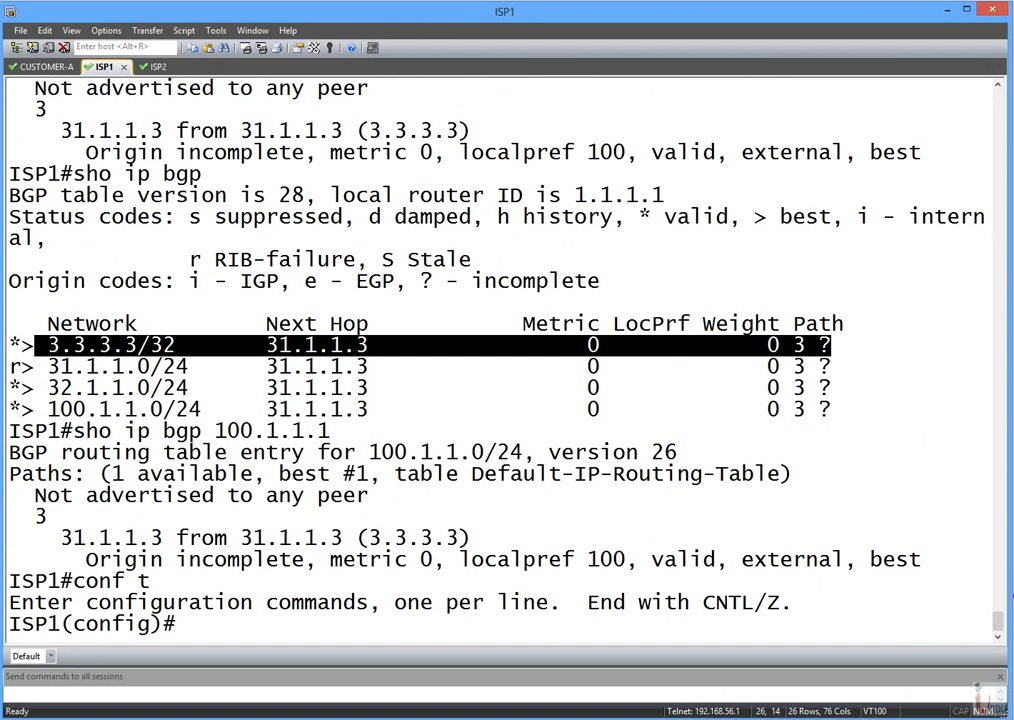 ISP1
File Edit View Options Transfer Script Tools Window Help
Enter host <Alt+R>
CUSTOMER-A ISP1 × ISP2
Not advertised to any peer
3
31.1.1.3 from 31.1.1.3 (3.3.3.3)
Origin incomplete, metric 0, localpref 100, valid, external, best
ISP1#sho ip bgp
BGP table version is 28, local router ID is 1.1.1.1
Status codes: s suppressed, d damped, h history, * valid, > best, i - intern
al,
r RIB-failure, S Stale
Origin codes: i - IGP, e - EGP, ? - incomplete
Network Next Hop Metric LocPrf Weight Path
*> 3.3.3.3/32 31.1.1.3 0 0 3 ?
r> 31.1.1.0/24 31.1.1.3 0 0 3 ?
*> 32.1.1.0/24 31.1.1.3 0 0 3 ?
*> 100.1.1.0/24 31.1.1.3 0 0 3 ?
ISP1#sho ip bgp 100.1.1.1
BGP routing table entry for 100.1.1.0/24, version 26
Paths: (1 available, best #1, table Default-IP-Routing-Table)
Not advertised to any peer
3
31.1.1.3 from 31.1.1.3 (3.3.3.3)
Origin incomplete, metric 0, localpref 100, valid, external, best
ISP1#conf t
Enter configuration commands, one per line. End with CNTL/Z.
ISP1(config)#
Default
Send commands to all sessions
Ready Telnet: 192.168.56.1 26, 14 26 Rows, 76 Cols VT100 CAP NUM